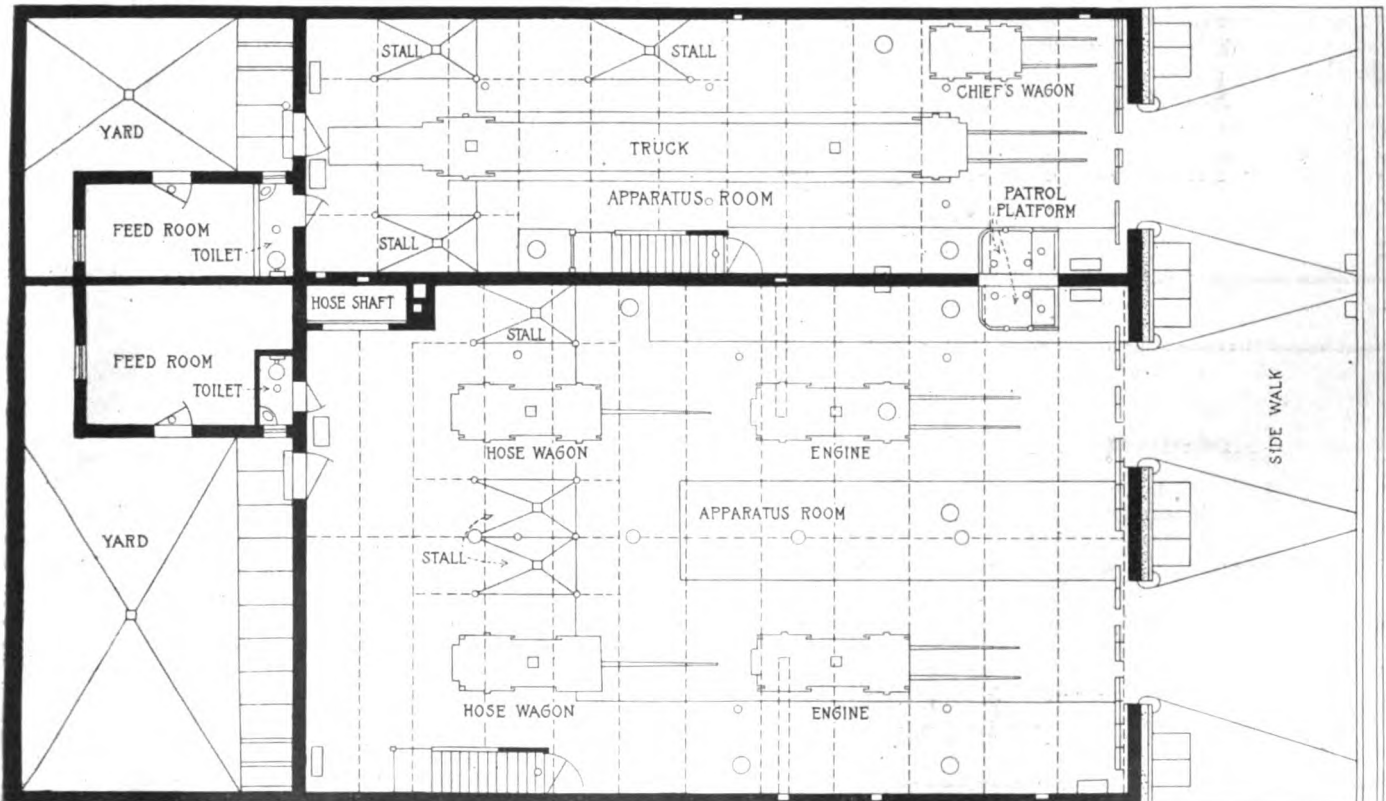 STALL
STALL
CHIEF'S WAGON
YARD
TRUCK
APPARATUS ROOM
PATROL
PLATFORM
FEED ROOM
TOILET
STALL
HOSE SHAFT
STALL
FEED ROOM
TOILET
HOSE WAGON
ENGINE
SIDE WALK
APPARATUS ROOM
YARD
STALL
HOSE WAGON
ENGINE